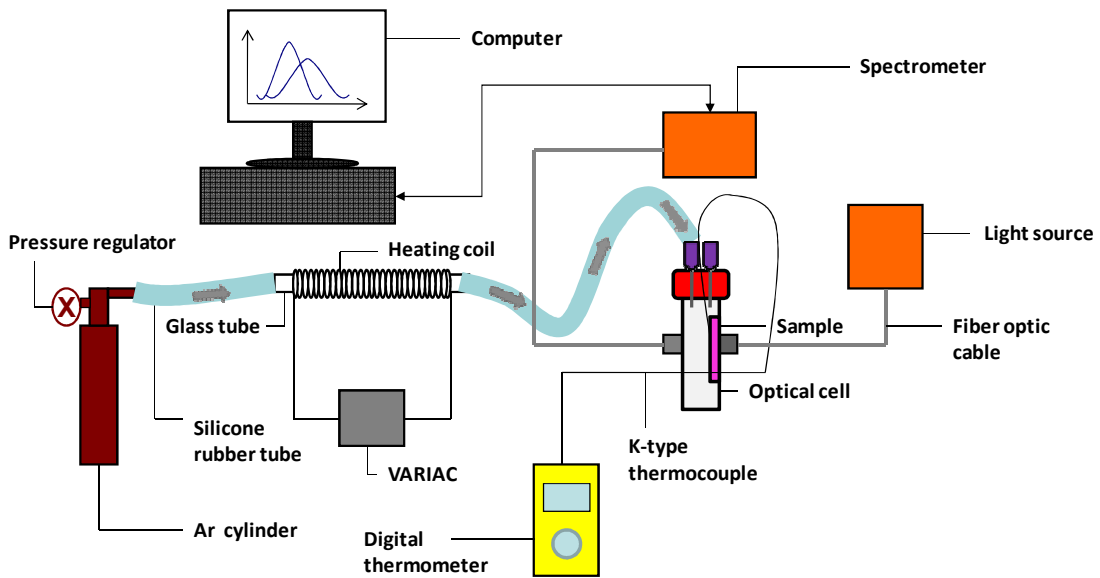 Computer
Spectrometer
Pressure regulator
Heating coil
Light source
X
Glass tube
Sample
Fiber optic
cable
Optical cell
Silicone
rubber tube
K-type
thermocouple
VARIAC
Ar cylinder
Digital
thermometer